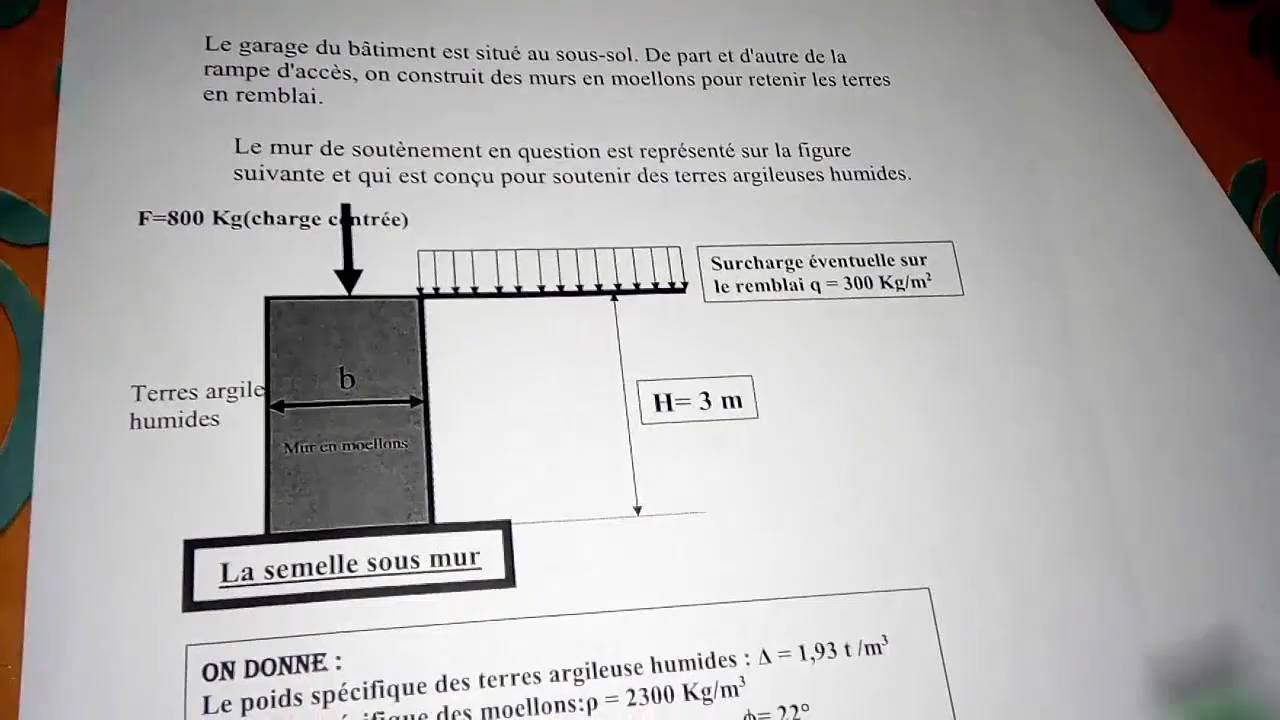 Le garage du bâtiment est situé au sous-sol. De part et d'autre de la
rampe d'accès, on construit des murs en moellons pour retenir les terres
en remblai.
Le mur de soutènement en question est représenté sur la figure
suivante et qui est conçu pour soutenir des terres argileuses humides.
F=800 Kg(charge centrée)
Surcharge éventuelle sur
le remblai q = 300 Kg/m²
b
Terres argile
humides
H= 3 m
Mur en moellons
La semelle sous mur
ON DONNE :
Le poids spécifique des terres argileuse humides : Δ = 1,93 t /m³
des moellons:ρ = 2300 Kg/m³
ϕ= 22°